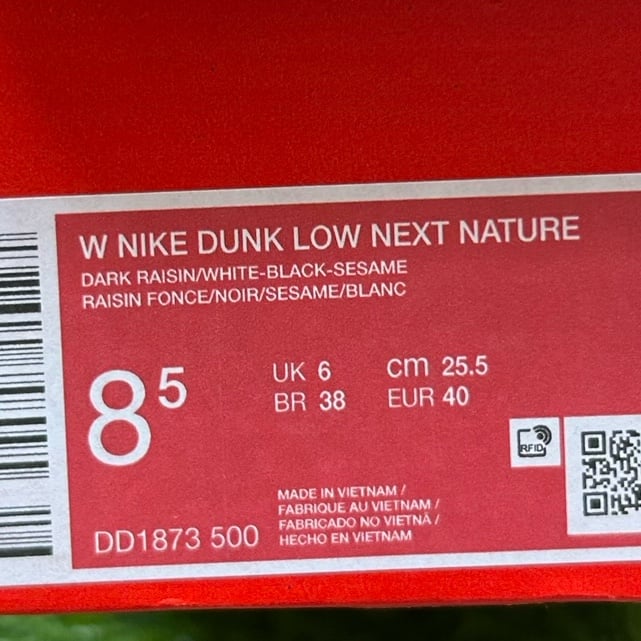 W NIKE DUNK LOW NEXT NATURE
DARK RAISIN/WHITE-BLACK-SESAME
RAISIN FONCE/NOIR/SESAME/BLANC
8 5
UK 6 cm 25.5
BR 38 EUR 40
RFID
MADE IN VIETNAM /
FABRIQUE AU VIETNAM /
FABRICADO NO VIETNÃ /
HECHO EN VIETNAM
DD1873 500